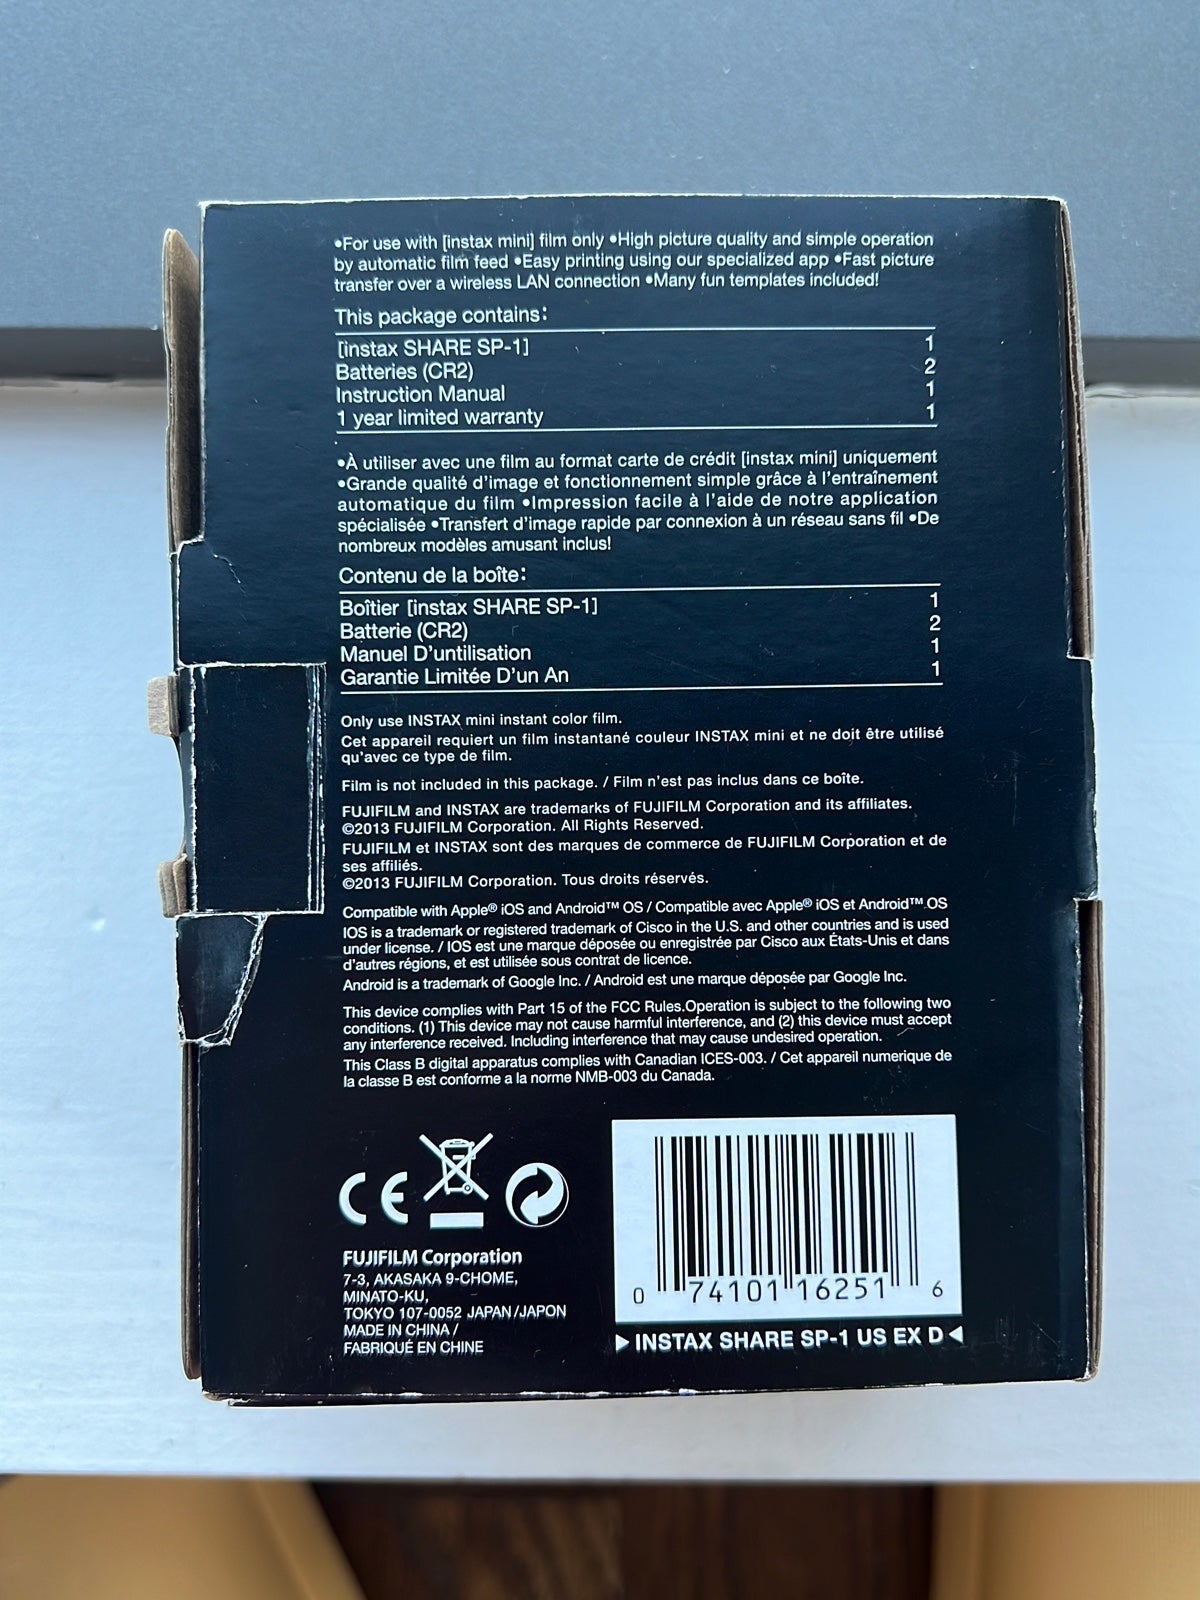 •For use with [instax mini] film only •High picture quality and simple operation
by automatic film feed •Easy printing using our specialized app •Fast picture
transfer over a wireless LAN connection •Many fun templates included!
This package contains:
[instax SHARE SP-1] 1
Batteries (CR2) 2
Instruction Manual 1
1 year limited warranty 1
•À utiliser avec une film au format carte de crédit [instax mini] uniquement
•Grande qualité d'image et fonctionnement simple grâce à l'entraînement
automatique du film •Impression facile à l'aide de notre application
spécialisée •Transfert d'image rapide par connexion à un réseau sans fil •De
nombreux modèles amusant inclus!
Contenu de la boîte:
Boîtier [instax SHARE SP-1] 1
Batterie (CR2) 2
Manuel D'untilisation 1
Garantie Limitée D'un An 1
Only use INSTAX mini instant color film.
Cet appareil requiert un film instantané couleur INSTAX mini et ne doit être utilisé
qu'avec ce type de film.
Film is not included in this package. / Film n'est pas inclus dans ce boîte.
FUJIFILM and INSTAX are trademarks of FUJIFILM Corporation and its affiliates.
©2013 FUJIFILM Corporation. All Rights Reserved.
FUJIFILM et INSTAX sont des marques de commerce de FUJIFILM Corporation et de
ses affiliés.
©2013 FUJIFILM Corporation. Tous droits réservés.
Compatible with Apple® iOS and Android™ OS / Compatible avec Apple® iOS et Android™ OS
IOS is a trademark or registered trademark of Cisco in the U.S. and other countries and is used
under license. / IOS est une marque déposée ou enregistrée par Cisco aux États-Unis et dans
d'autres régions, et est utilisée sous contrat de licence.
Android is a trademark of Google Inc. / Android est une marque déposée par Google Inc.
This device complies with Part 15 of the FCC Rules.Operation is subject to the following two
conditions. (1) This device may not cause harmful interference, and (2) this device must accept
any interference received. Including interference that may cause undesired operation.
This Class B digital apparatus complies with Canadian ICES-003. / Cet appareil numerique de
la classe B est conforme a la norme NMB-003 du Canada.
CE
FUJIFILM Corporation
7-3, AKASAKA 9-CHOME,
MINATO-KU,
TOKYO 107-0052 JAPAN/JAPON
MADE IN CHINA /
FABRIQUÉ EN CHINE
0 74101 16251 6
▶INSTAX SHARE SP-1 US EX D◀